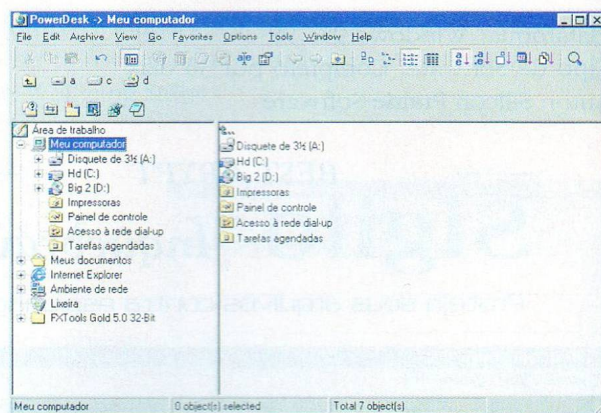 PowerDesk -> Meu computador
File Edit Archive View Go Favorites Options Tools Window Help
a c d
Área de trabalho
Meu computador
Disquete de 3½ (A:)
Hd (C:)
Big 2 (D:)
Impressoras
Painel de controle
Acesso à rede dial-up
Tarefas agendadas
Meus documentos
Internet Explorer
Ambiente de rede
Lixeira
FXTools Gold 5.0 32-Bit
..
Disquete de 3½ (A:)
Hd (C:)
Big 2 (D:)
Impressoras
Painel de controle
Acesso à rede dial-up
Tarefas agendadas
Meu computador
0 object(s) selected
Total 7 object(s)